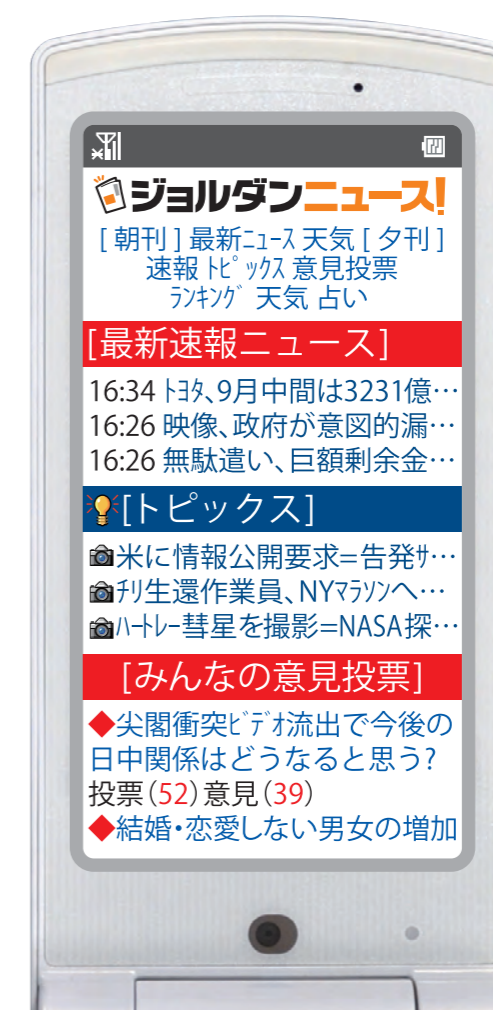 ジョルダンニュース!
[ 朝刊 ] 最新ﾆｭｰｽ 天気 [ 夕刊 ]
速報 ﾄﾋﾟｯｸｽ 意見投票
ﾗﾝｷﾝｸﾞ 天気 占い
[最新速報ニュース]
16:34 ﾄﾖﾀ、9月中間は3231億…
16:26 映像、政府が意図的漏…
16:26 無駄遣い、巨額剰余金…
[トピックス]
米に情報公開要求=告発ｻ…
ﾁﾘ生還作業員、NYﾏﾗｿﾝへ…
ﾊｰﾄﾚｰ彗星を撮影=NASA探…
[みんなの意見投票]
◆尖閣衝突ﾋﾞﾃﾞｵ流出で今後の
日中関係はどうなると思う?
投票(52)意見(39)
◆結婚・恋愛しない男女の増加